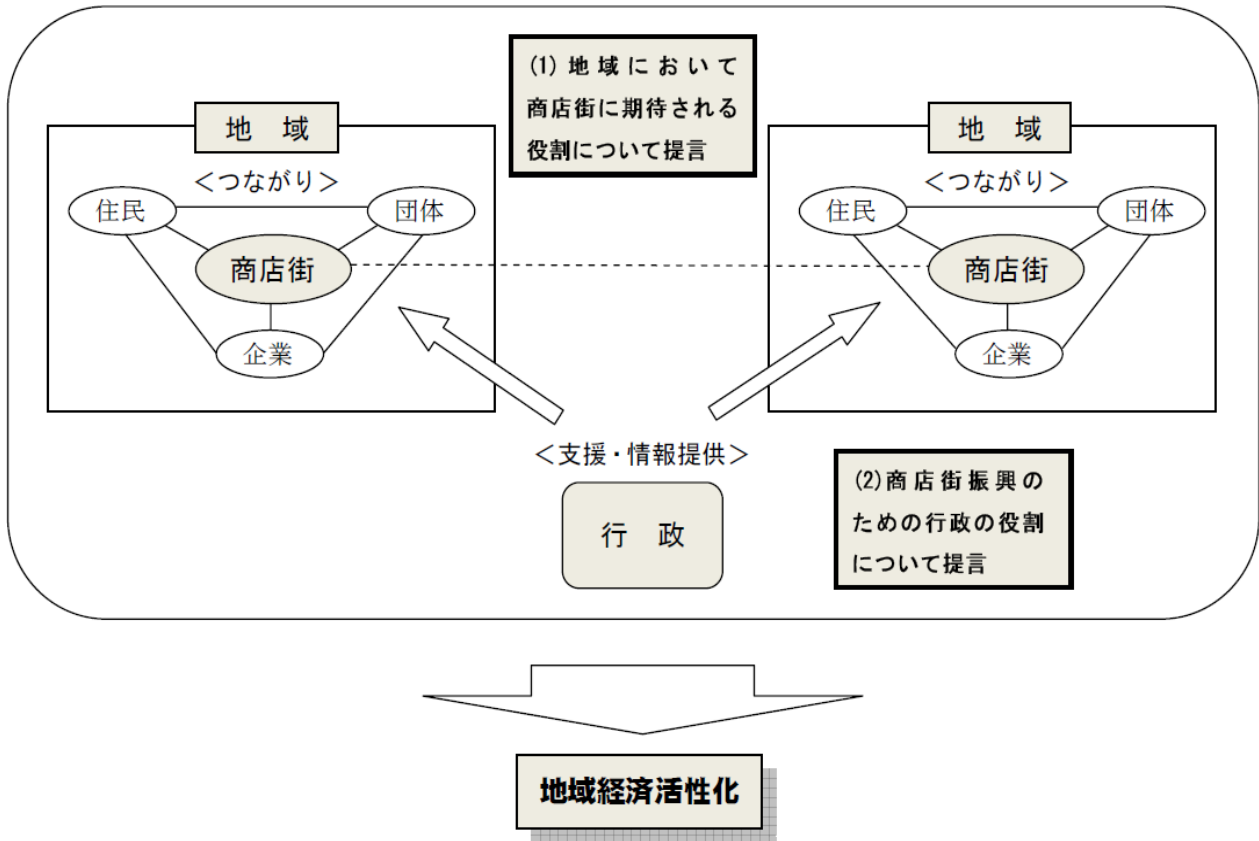 (1)地域において
商店街に期待される
役割について提言
地 域
<つながり>
住民
団体
商店街
企業
地 域
<つながり>
住民
団体
商店街
企業
<支援・情報提供>
行 政
(2)商店街振興の
ための行政の役割
について提言
地域経済活性化